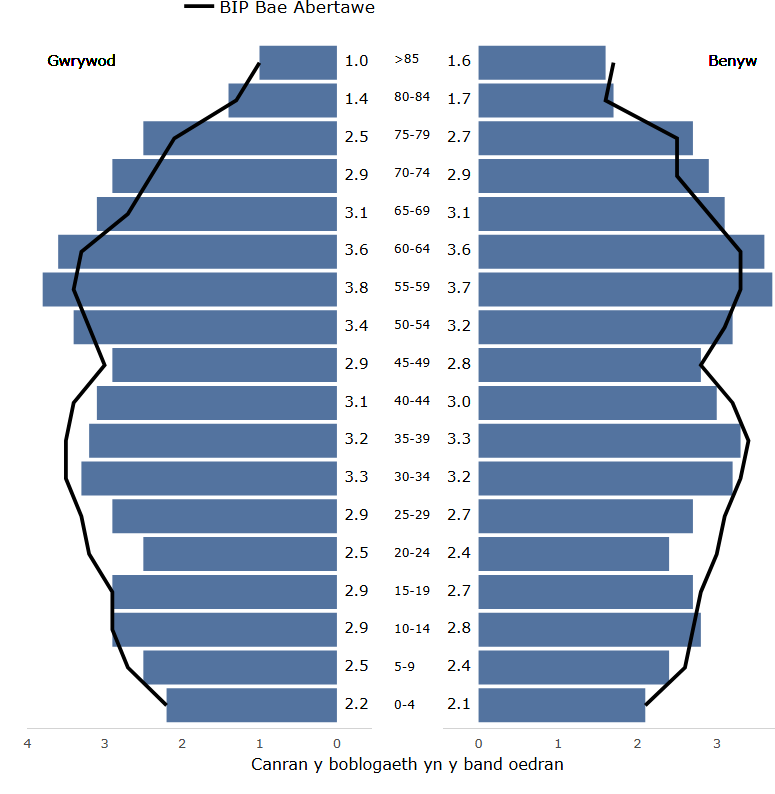 BIP Bae Abertawe
Gwrywod Benyw
1.0 >85 1.6
1.4 80-84 1.7
2.5 75-79 2.7
2.9 70-74 2.9
3.1 65-69 3.1
3.6 60-64 3.6
3.8 55-59 3.7
3.4 50-54 3.2
2.9 45-49 2.8
3.1 40-44 3.0
3.2 35-39 3.3
3.3 30-34 3.2
2.9 25-29 2.7
2.5 20-24 2.4
2.9 15-19 2.7
2.9 10-14 2.8
2.5 5-9 2.4
2.2 0-4 2.1
4 3 2 1 0 0 1 2 3
Canran y boblogaeth yn y band oedran